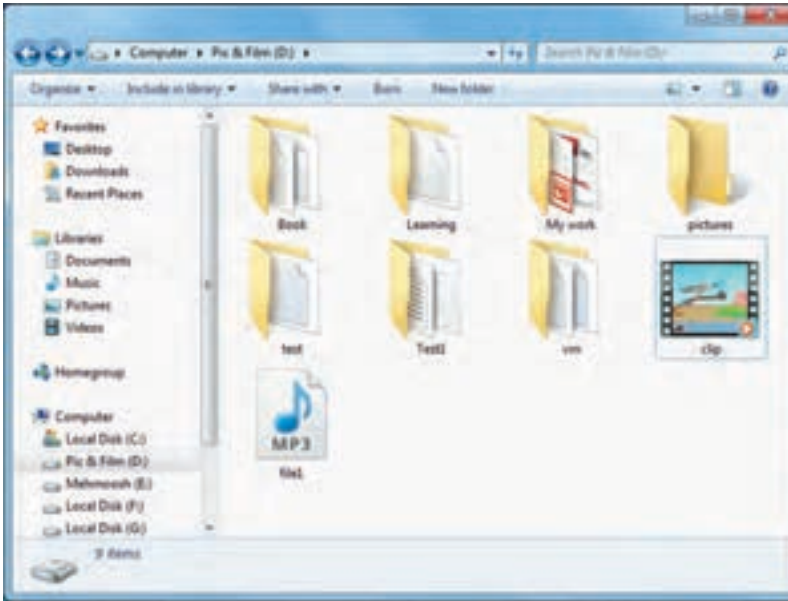 Computer ▸ Pic & Film (D:) ▸
Search Pic & Film (D:)
Organize Include in library Share with Burn New folder
Favorites
Desktop
Downloads
Recent Places
Libraries
Documents
Music
Pictures
Videos
Homegroup
Computer
Local Disk (C:)
Pic & Film (D:)
Mehrnoosh (E:)
Local Disk (F:)
Local Disk (G:)
Book
Learning
My work
pictures
test
Test1
vm
clip
MP3
file1
9 items